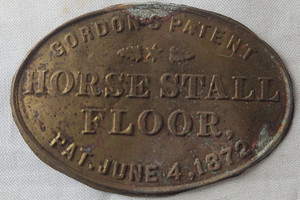 GORDON'S PATENT
HORSE STALL
FLOOR,
PAT. JUNE 4, 1872